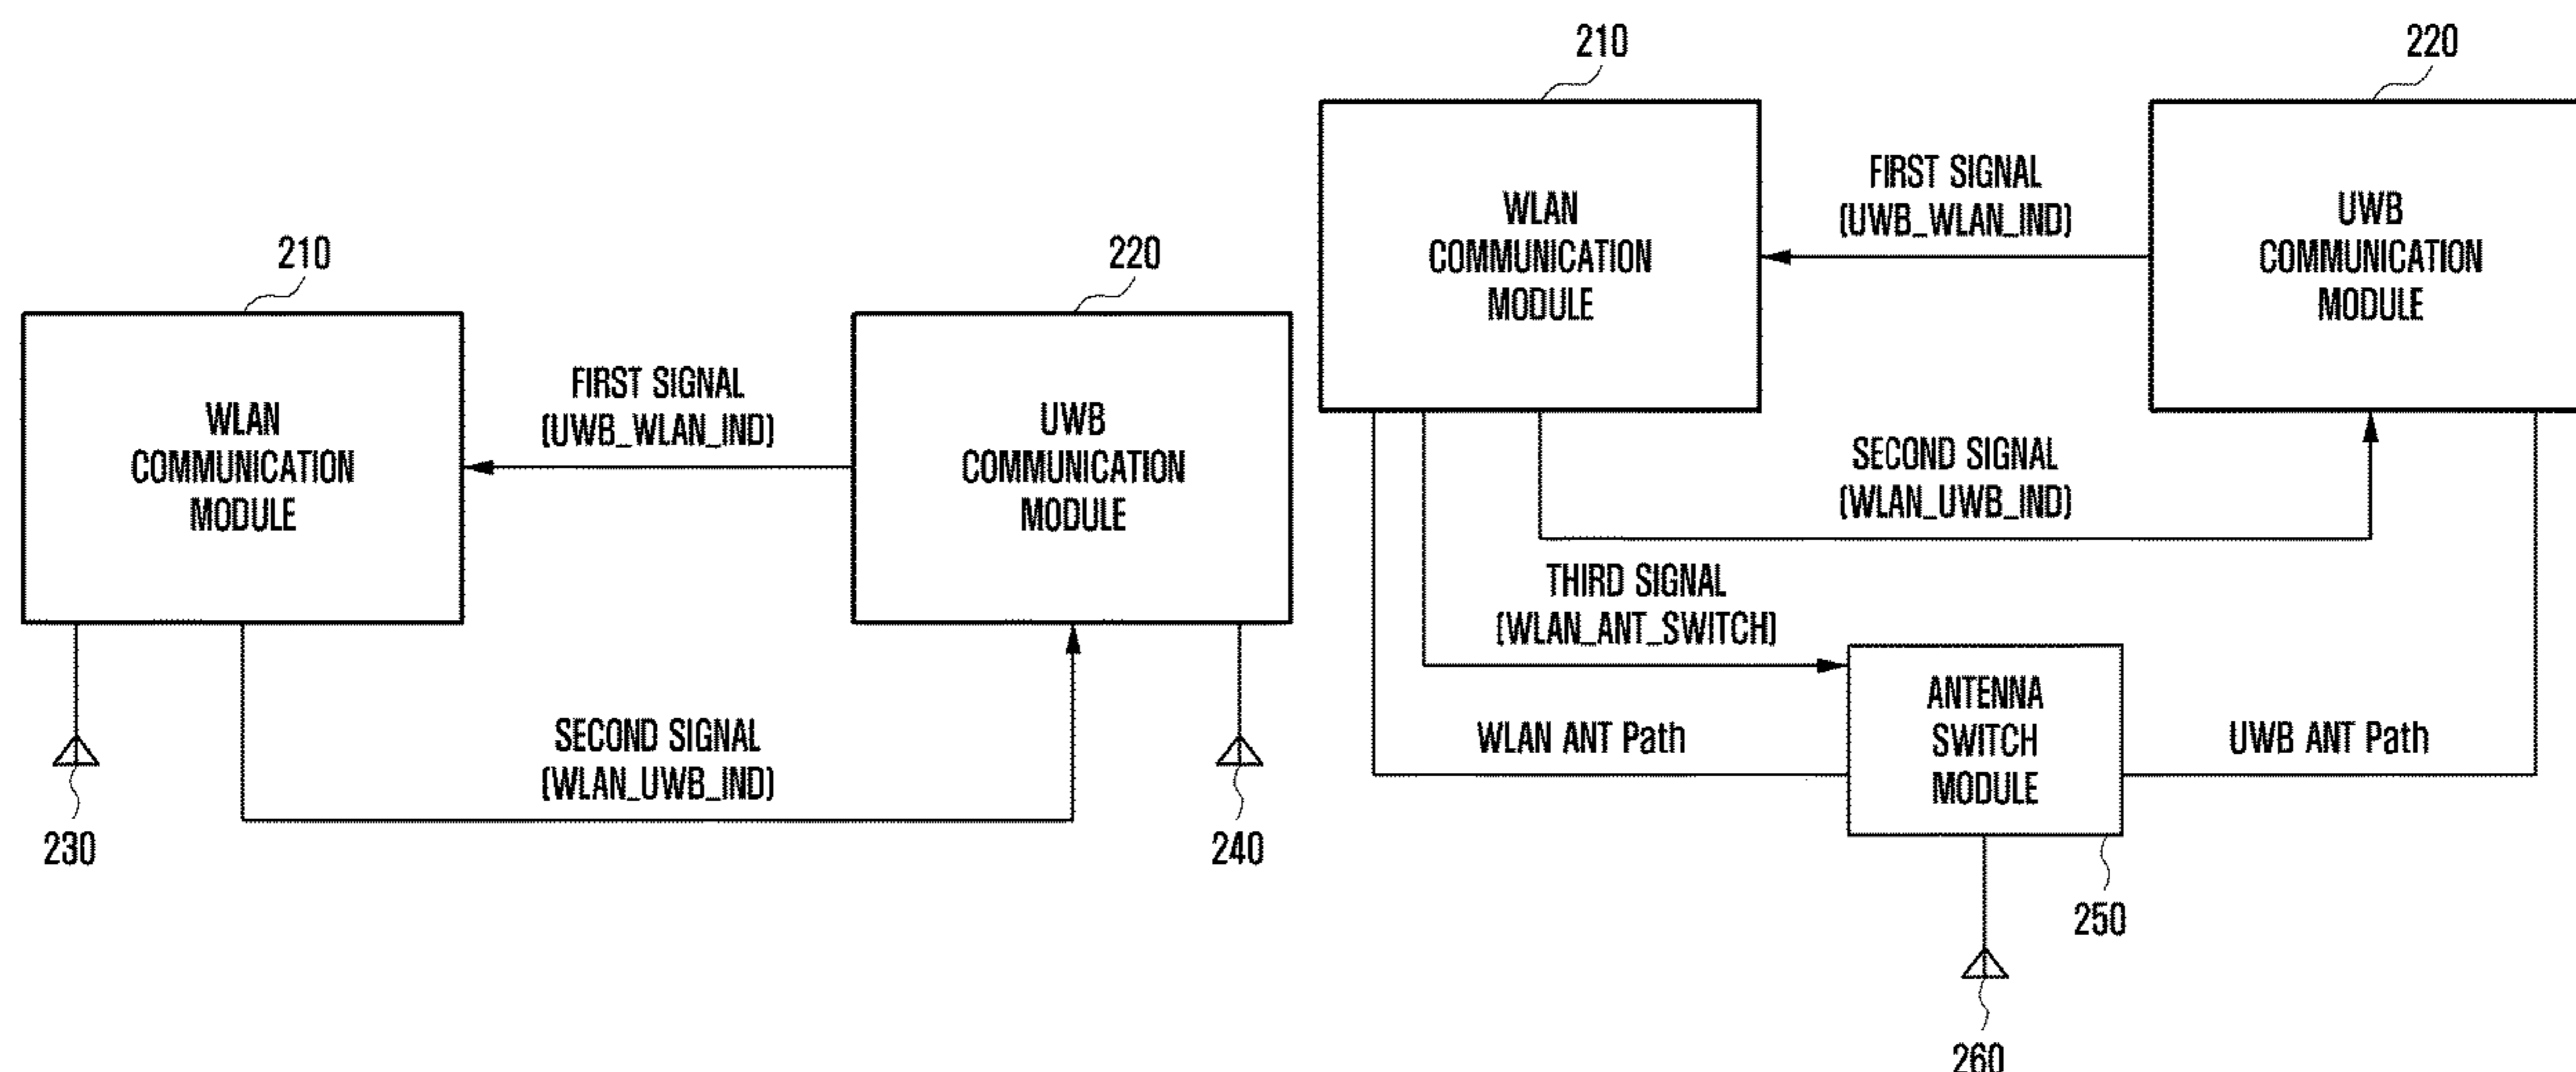 210
220
WLAN
COMMUNICATION
MODULE
FIRST SIGNAL
(UWB_WLAN_IND)
UWB
COMMUNICATION
MODULE
SECOND SIGNAL
(WLAN_UWB_IND)
230
240
210
220
WLAN
COMMUNICATION
MODULE
FIRST SIGNAL
(UWB_WLAN_IND)
UWB
COMMUNICATION
MODULE
SECOND SIGNAL
(WLAN_UWB_IND)
THIRD SIGNAL
(WLAN_ANT_SWITCH)
ANTENNA
SWITCH
MODULE
WLAN ANT Path
UWB ANT Path
250
260